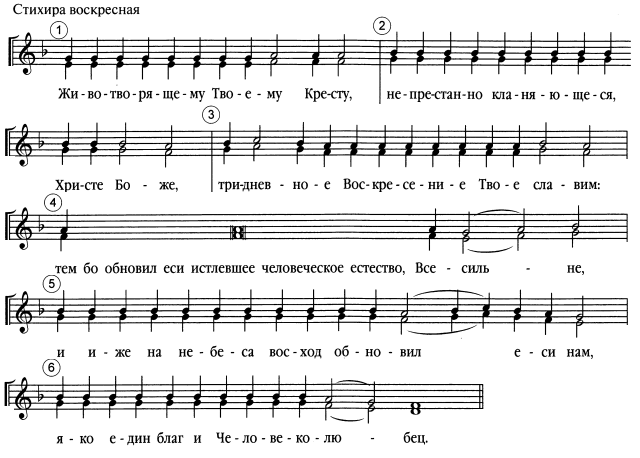 Стихира воскресная
1 2
Жи-во-тво-ря-ще-му Тво-е-му Кре-сту, не-пре-стан-но кла-ня-ю-ще-ся,
3
Хри-сте Бо-же, три-днев-но-е Вос-кре-се-ни-е Тво-е сла-вим:
4
тем бо обновил еси истлевшее человеческое естество, Все-силь-не,
5
и и-же на не-бе-са вос-ход об-но-вил е-си нам,
6
я-ко е-дин благ и Че-ло-ве-ко-лю-бец.